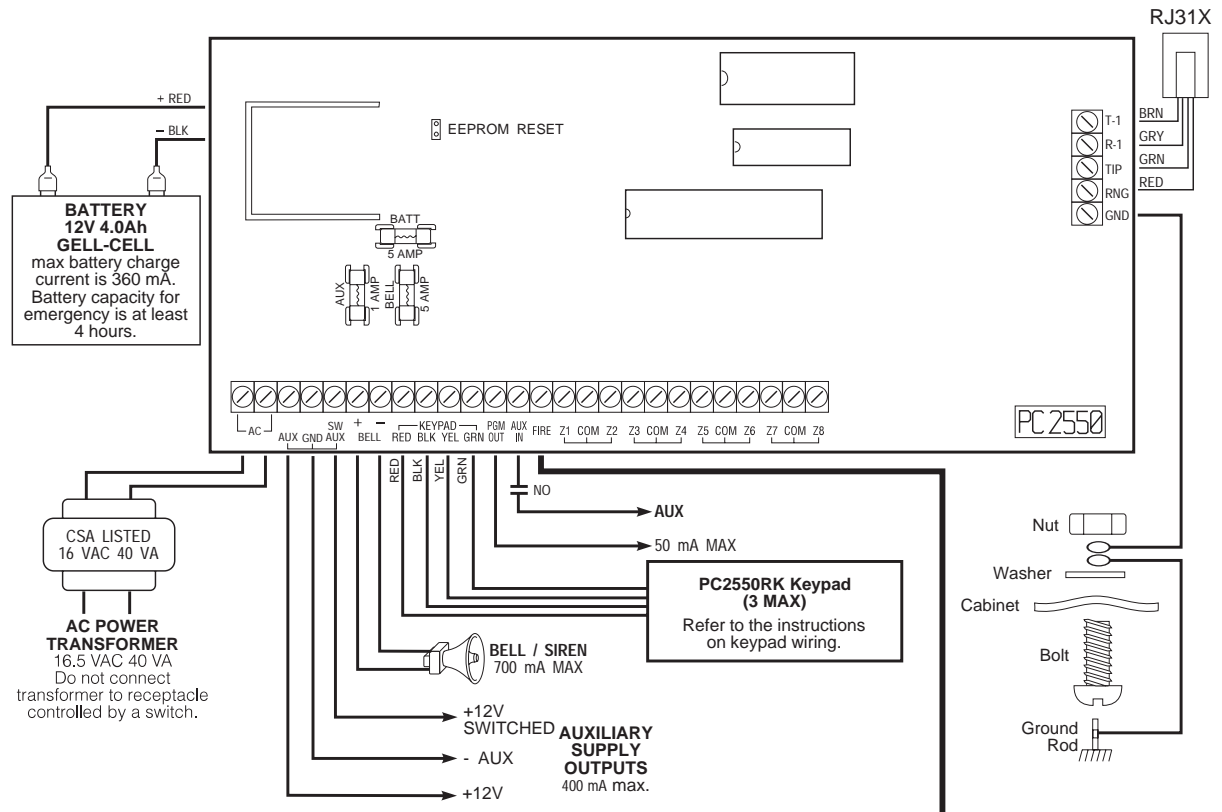 RJ31X
+ RED
– BLK
EEPROM RESET
T-1
BRN
R-1
GRY
TIP
GRN
RNG
RED
GND
BATTERY
12V 4.0Ah
GELL-CELL
max battery charge
current is 360 mA.
Battery capacity for
emergency is at least
4 hours.
BATT
5 AMP
AUX
1 AMP
BELL
5 AMP
AC
AUX GND SW AUX
+ BELL –
KEYPAD
RED BLK YEL GRN
PGM OUT
AUX IN
FIRE
Z1 COM Z2
Z3 COM Z4
Z5 COM Z6
Z7 COM Z8
PC 2550
RED
BLK
YEL
GRN
NO
AUX
50 mA MAX
CSA LISTED
16 VAC 40 VA
AC POWER
TRANSFORMER
16.5 VAC 40 VA
Do not connect
transformer to receptacle
controlled by a switch.
PC2550RK Keypad
(3 MAX)
Refer to the instructions
on keypad wiring.
BELL / SIREN
700 mA MAX
+12V
SWITCHED
- AUX
+12V
AUXILIARY
SUPPLY
OUTPUTS
400 mA max.
Nut
Washer
Cabinet
Bolt
Ground
Rod